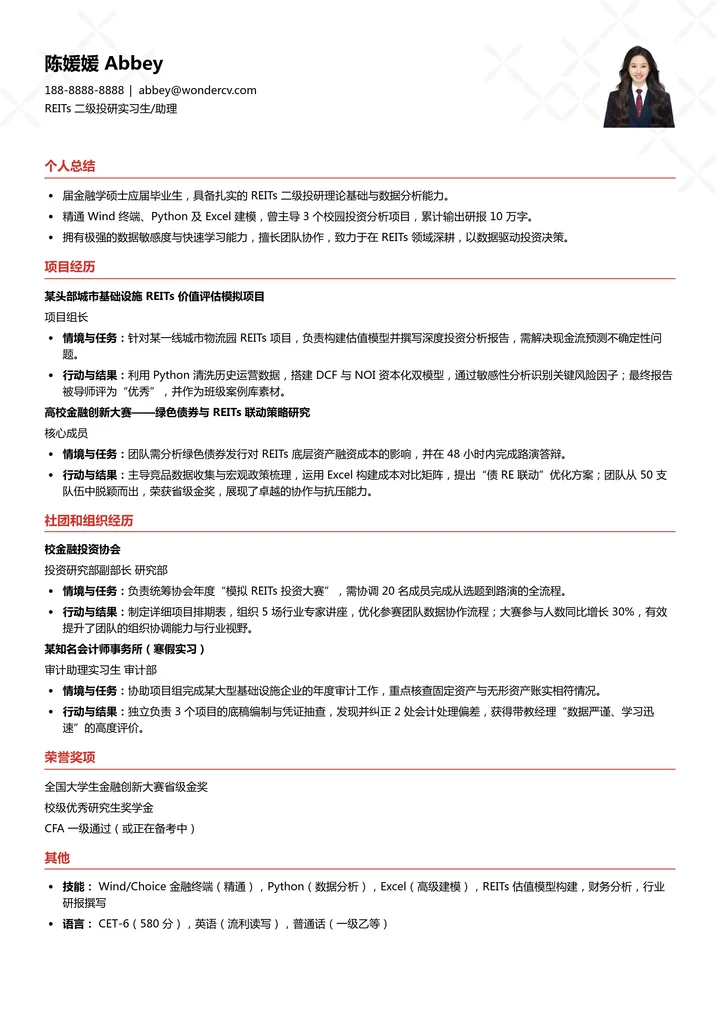 陈媛媛 Abbey
188-8888-8888 | abbey@wondercv.com
REITs 二级投研实习生/助理
个人总结
• 届金融学硕士应届毕业生，具备扎实的 REITs 二级投研理论基础与数据分析能力。
• 精通 Wind 终端、Python 及 Excel 建模，曾主导 3 个校园投资分析项目，累计输出研报 10 万字。
• 拥有极强的数据敏感度与快速学习能力，擅长团队协作，致力于在 REITs 领域深耕，以数据驱动投资决策。
项目经历
某头部城市基础设施 REITs 价值评估模拟项目
项目组长
• 情境与任务：针对某一线城市物流园 REITs 项目，负责构建估值模型并撰写深度投资分析报告，需解决现金流预测不确定性问
题。
• 行动与结果：利用 Python 清洗历史运营数据，搭建 DCF 与 NOI 资本化双模型，通过敏感性分析识别关键风险因子；最终报告
被导师评为“优秀”，并作为班级案例库素材。
高校金融创新大赛——绿色债券与 REITs 联动策略研究
核心成员
• 情境与任务：团队需分析绿色债券发行对 REITs 底层资产融资成本的影响，并在 48 小时内完成路演答辩。
• 行动与结果：主导竞品数据收集与宏观政策梳理，运用 Excel 构建成本对比矩阵，提出“债 RE 联动”优化方案；团队从 50 支
队伍中脱颖而出，荣获省级金奖，展现了卓越的协作与抗压能力。
社团和组织经历
校金融投资协会
投资研究部副部长 研究部
• 情境与任务：负责统筹协会年度“模拟 REITs 投资大赛”，需协调 20 名成员完成从选题到路演的全流程。
• 行动与结果：制定详细项目排期表，组织 5 场行业专家讲座，优化参赛团队数据协作流程；大赛参与人数同比增长 30%，有效
提升了团队的组织协调能力与行业视野。
某知名会计师事务所（寒假实习）
审计助理实习生 审计部
• 情境与任务：协助项目组完成某大型基础设施企业的年度审计工作，重点核查固定资产与无形资产账实相符情况。
• 行动与结果：独立负责 3 个项目的底稿编制与凭证抽查，发现并纠正 2 处会计处理偏差，获得带教经理“数据严谨、学习迅
速”的高度评价。
荣誉奖项
全国大学生金融创新大赛省级金奖
校级优秀研究生奖学金
CFA 一级通过（或正在备考中）
其他
• 技能： Wind/Choice 金融终端（精通），Python（数据分析），Excel（高级建模），REITs 估值模型构建，财务分析，行业
研报撰写
• 语言： CET-6（580 分），英语（流利读写），普通话（一级乙等）